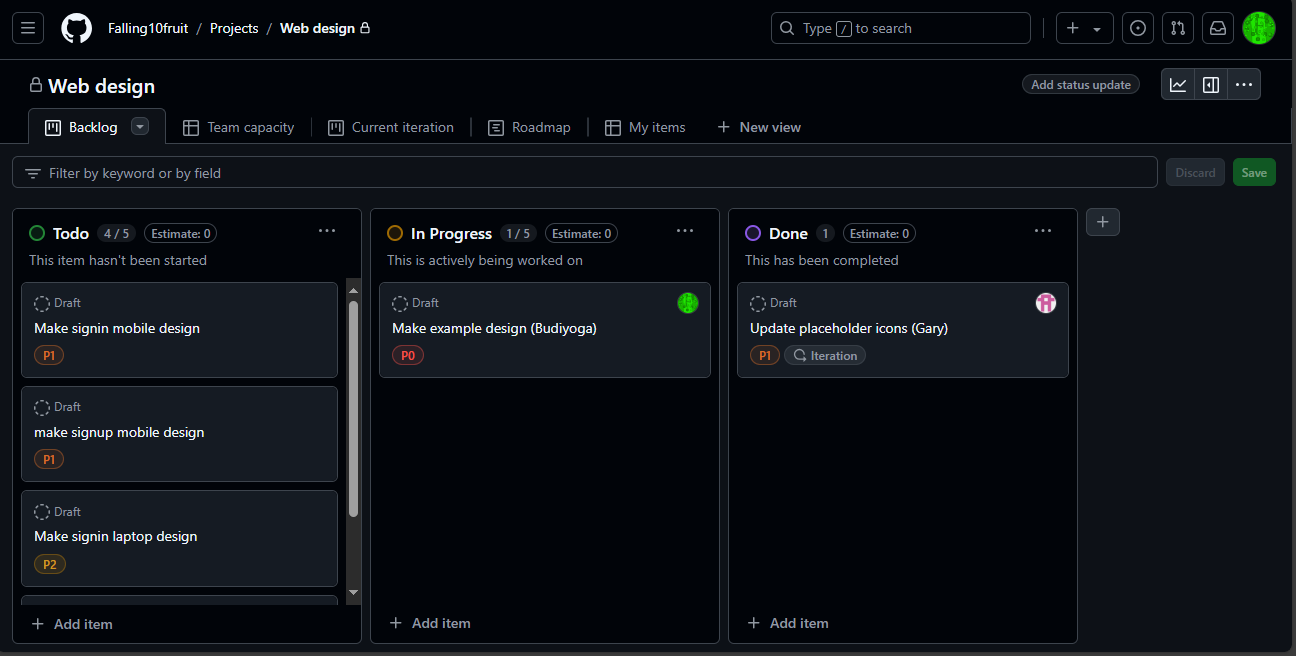 Falling10fruit / Projects / Web design
Type / to search
Web design
Add status update
Backlog
Team capacity
Current iteration
Roadmap
My items
New view
Filter by keyword or by field
Discard
Save
Todo 4 / 5 Estimate: 0
This item hasn't been started
Draft
Make signin mobile design
P1
Draft
make signup mobile design
P1
Draft
Make signin laptop design
P2
Add item
In Progress 1 / 5 Estimate: 0
This is actively being worked on
Draft
Make example design (Budiyoga)
P0
Add item
Done 1 Estimate: 0
This has been completed
Draft
Update placeholder icons (Gary)
P1 Iteration
Add item